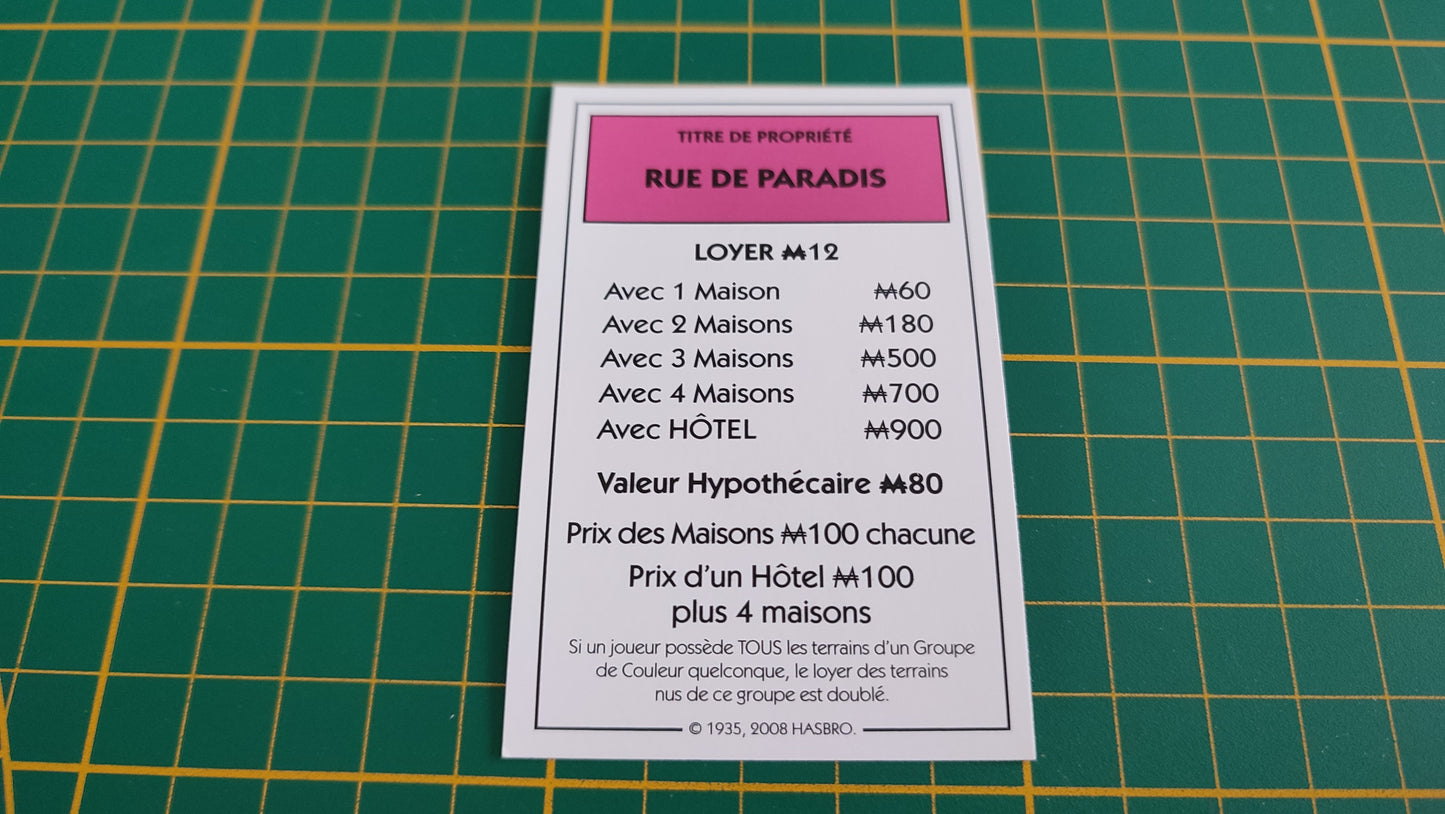 TITRE DE PROPRIÉTÉ
RUE DE PARADIS
LOYER ₩12
Avec 1 Maison ₩60
Avec 2 Maisons ₩180
Avec 3 Maisons ₩500
Avec 4 Maisons ₩700
Avec HÔTEL ₩900
Valeur Hypothécaire ₩80
Prix des Maisons ₩100 chacune
Prix d'un Hôtel ₩100
plus 4 maisons
Si un joueur possède TOUS les terrains d'un Groupe
de Couleur quelconque, le loyer des terrains
nus de ce groupe est doublé.
© 1935, 2008 HASBRO.